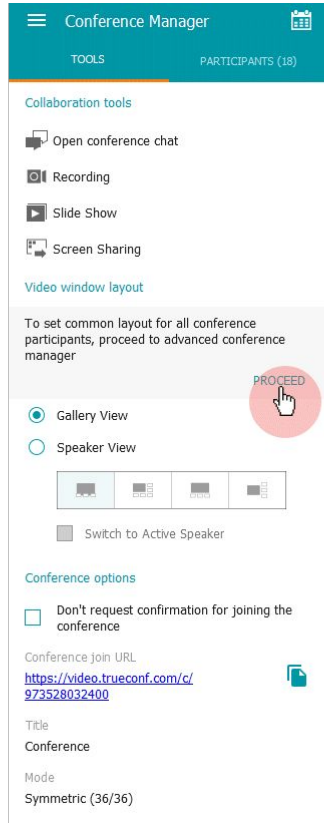 Conference Manager
TOOLS
PARTICIPANTS (18)
Collaboration tools
Open conference chat
Recording
Slide Show
Screen Sharing
Video window layout
To set common layout for all conference
participants, proceed to advanced conference
manager
PROCEED
Gallery View
Speaker View
Switch to Active Speaker
Conference options
Don't request confirmation for joining the
conference
Conference join URL
https://video.trueconf.com/c/
973528032400
Title
Conference
Mode
Symmetric (36/36)